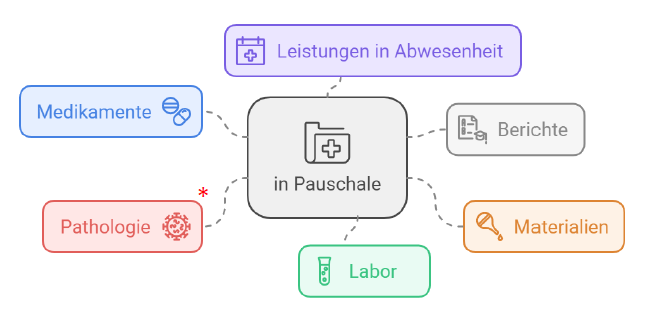 Leistungen in Abwesenheit
Medikamente
Berichte
in Pauschale
*
Pathologie
Materialien
Labor